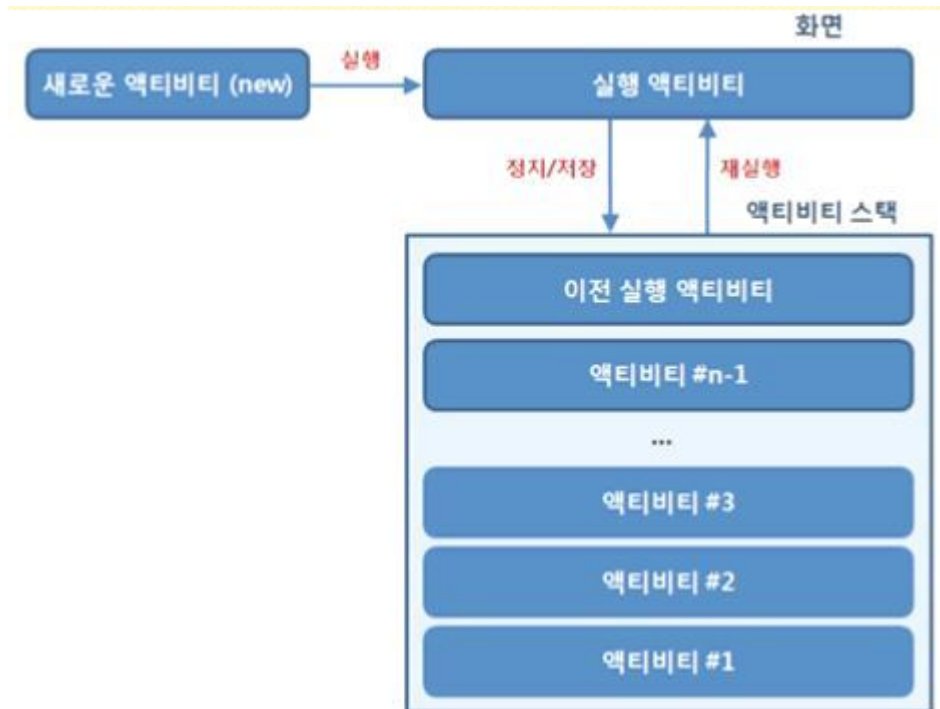 화면
새로운 액티비티 (new)
실행
실행 액티비티
정지/저장
재실행
액티비티 스택
이전 실행 액티비티
액티비티 #n-1
...
액티비티 #3
액티비티 #2
액티비티 #1